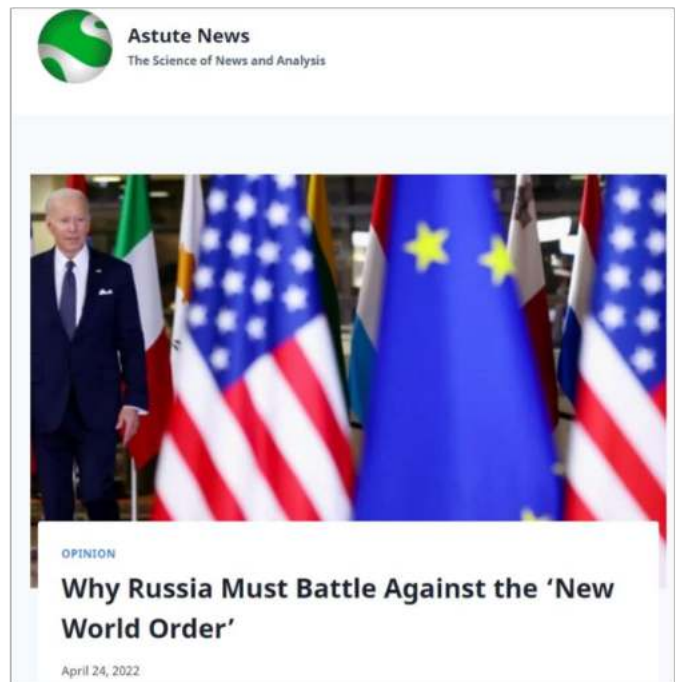 Astute News
The Science of News and Analysis
OPINION
Why Russia Must Battle Against the ‘New
World Order’
April 24, 2022